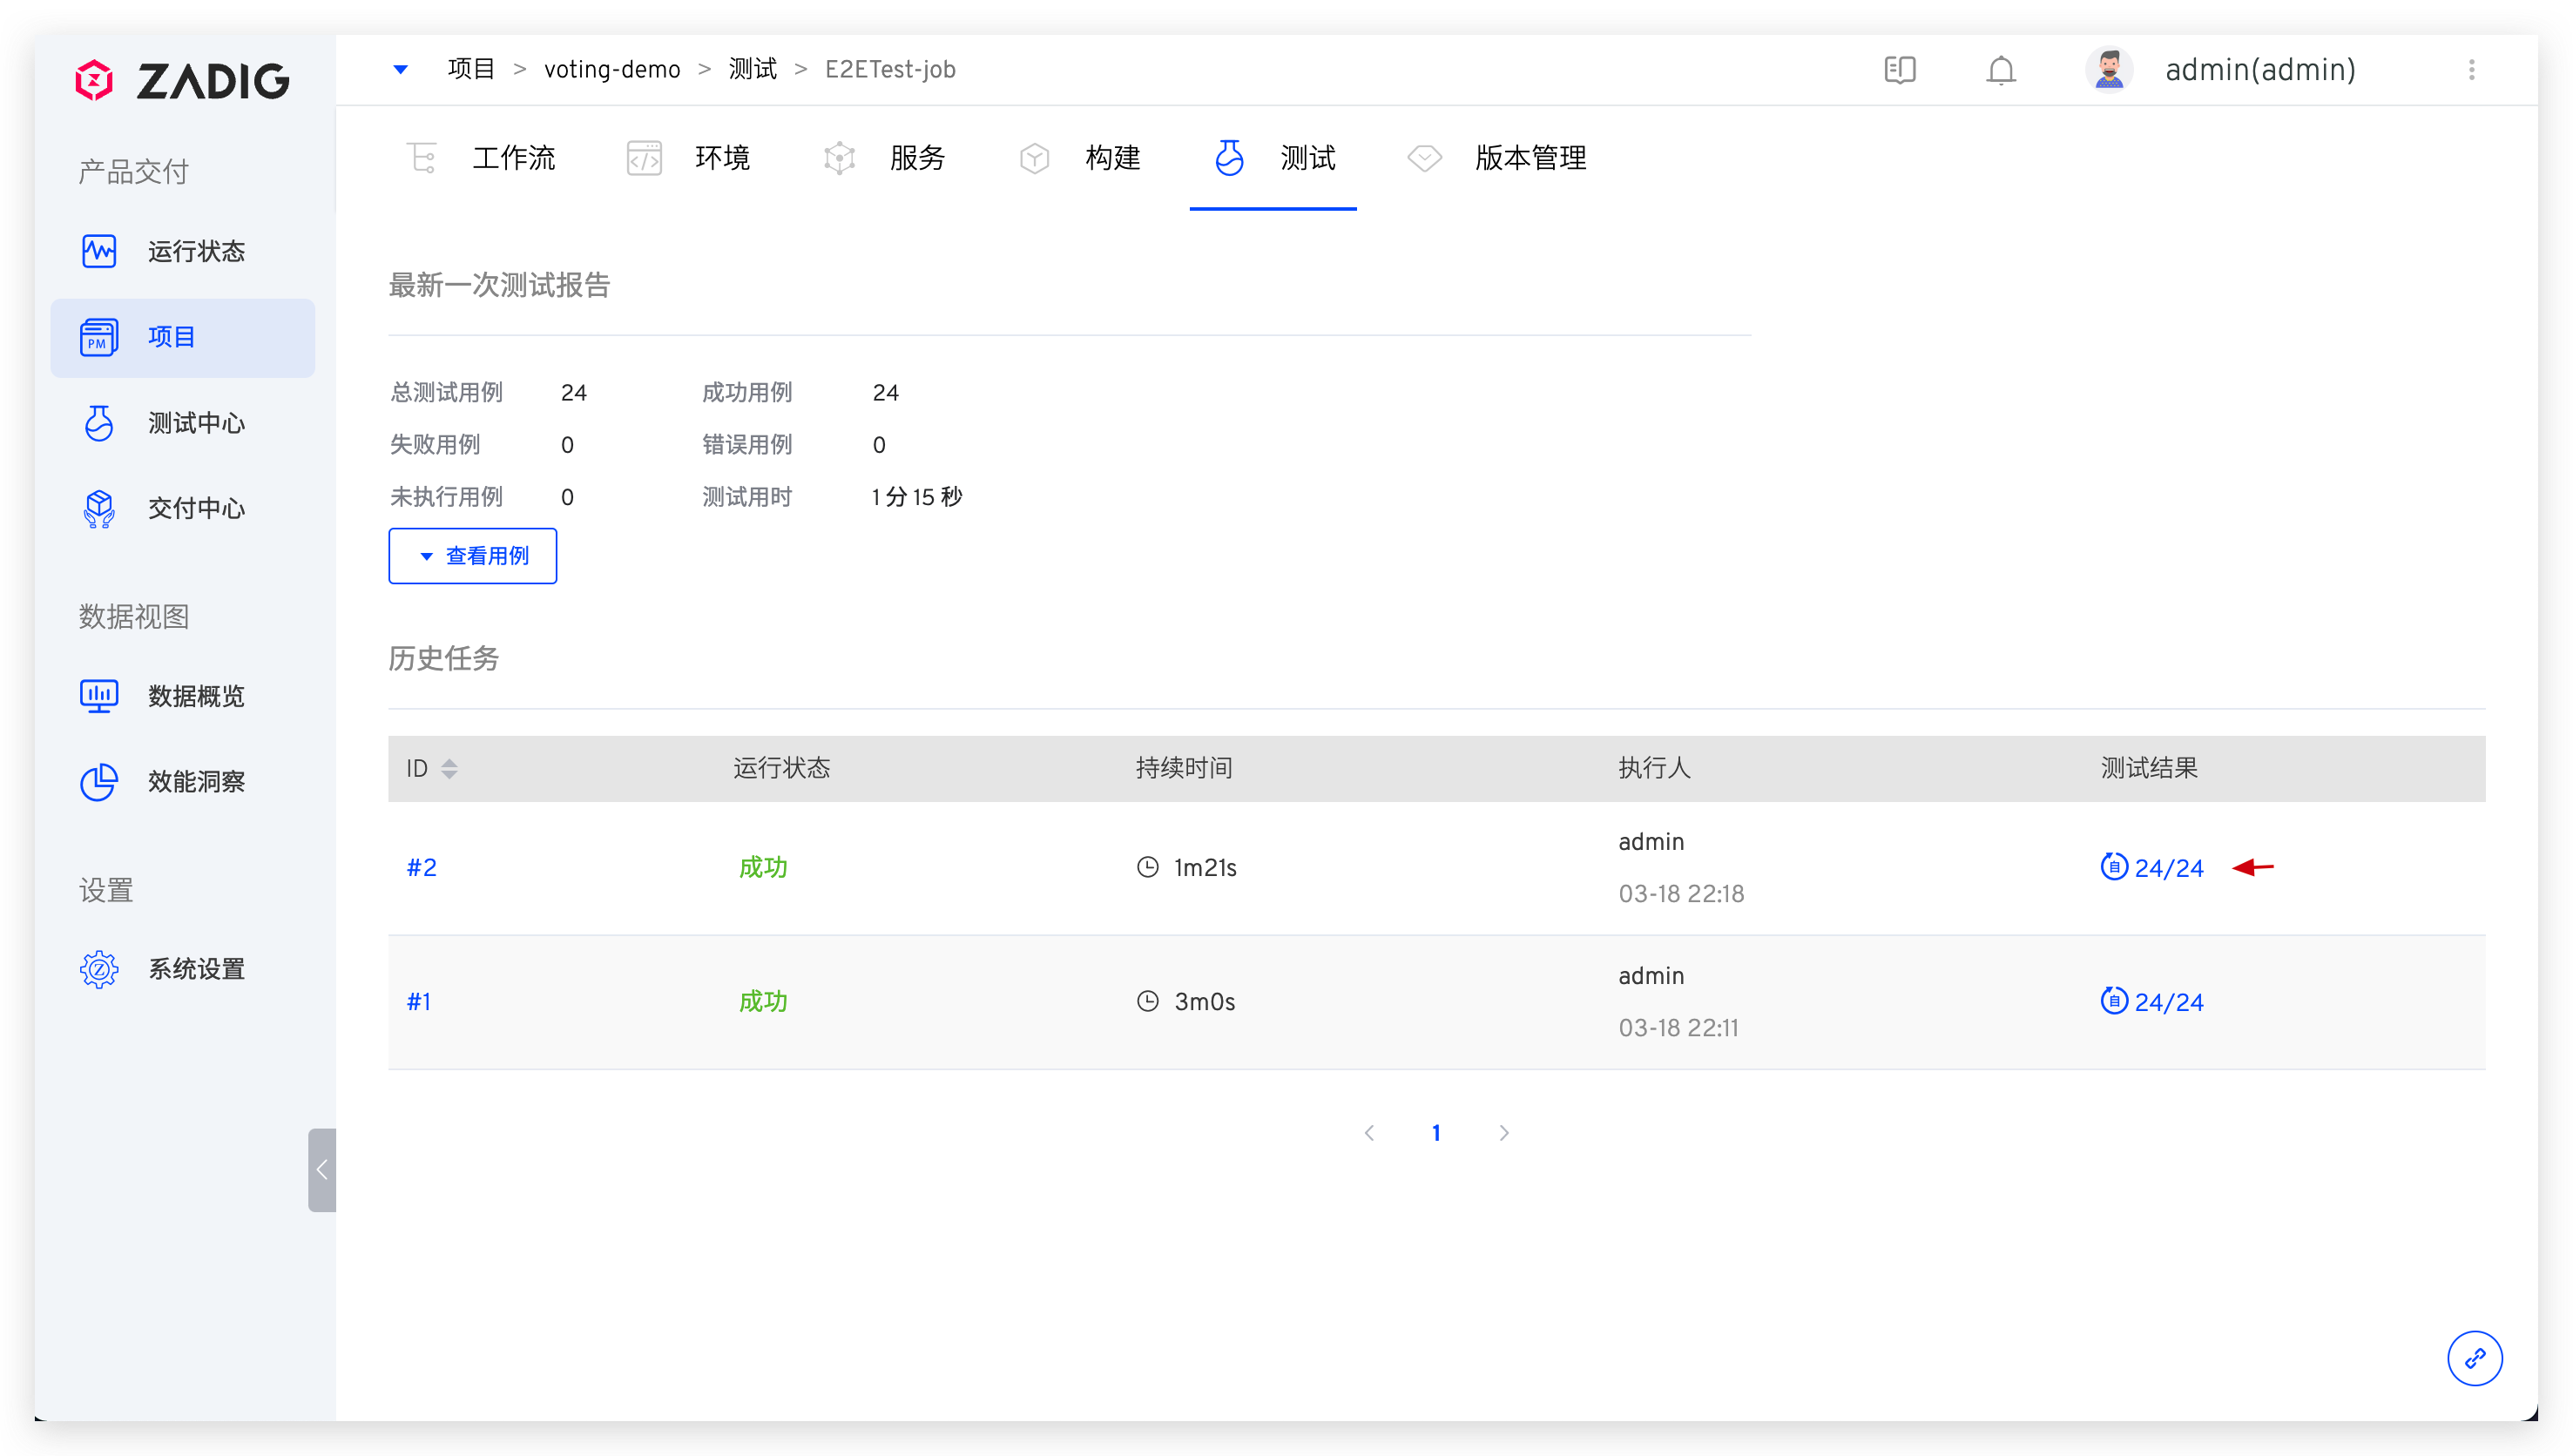 ZADIG
项目 > voting-demo > 测试 > E2ETest-job
admin(admin)
产品交付
运行状态
PM 项目
测试中心
交付中心
数据视图
数据概览
效能洞察
设置
系统设置
工作流 环境 服务 构建 测试 版本管理
最新一次测试报告
总测试用例 24 成功用例 24
失败用例 0 错误用例 0
未执行用例 0 测试用时 1 分 15 秒
查看用例
历史任务
ID 运行状态 持续时间 执行人 测试结果
#2 成功 1m21s admin 自 24/24
03-18 22:18
#1 成功 3m0s admin 自 24/24
03-18 22:11
1